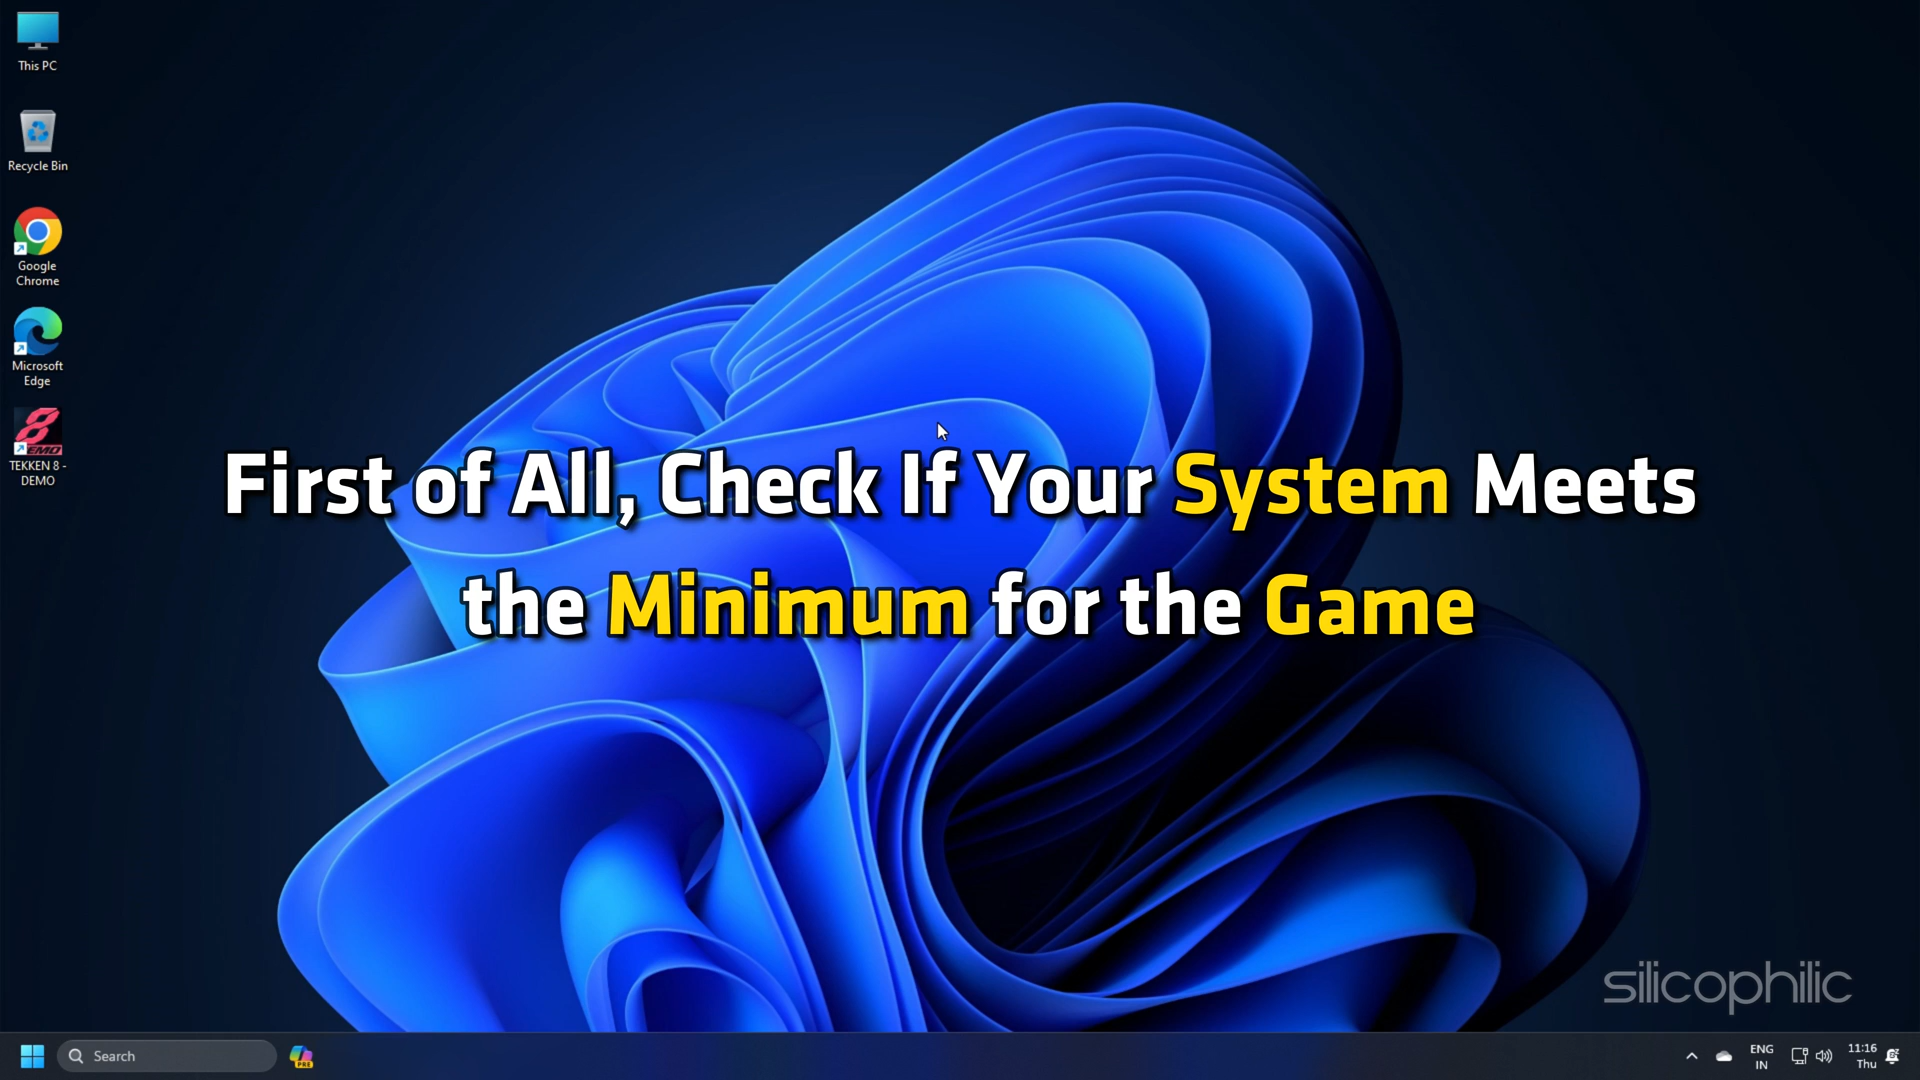 This PC
Recycle Bin
Google
Chrome
Microsoft
Edge
TEKKEN 8 -
DEMO
First of All, Check If Your System Meets
the Minimum for the Game
silicophilic
Search
PRE
ENG
IN
11:16
Thu